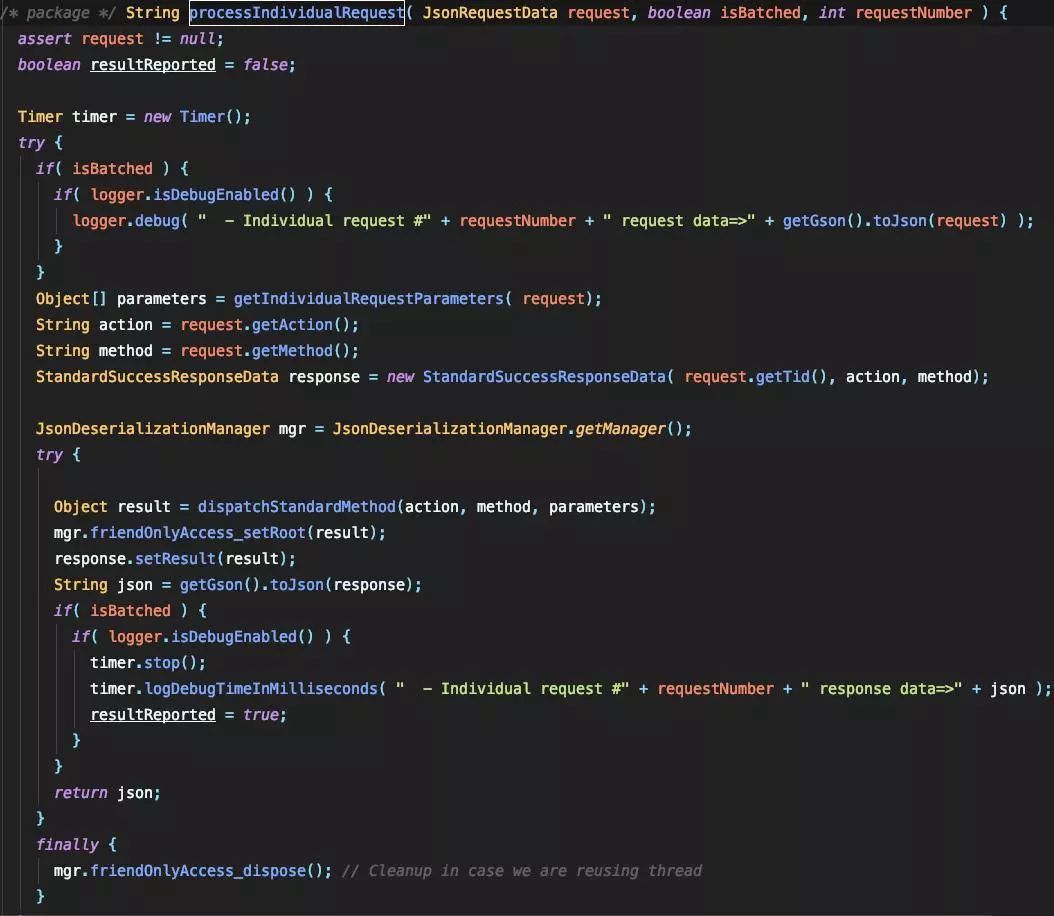 /* package */ String processIndividualRequest( JsonRequestData request, boolean isBatched, int requestNumber ) {
assert request != null;
boolean resultReported = false;
Timer timer = new Timer();
try {
if( isBatched ) {
if( logger.isDebugEnabled() ) {
logger.debug( "  - Individual request #" + requestNumber + " request data=>" + getGson().toJson(request) );
}
}
Object[] parameters = getIndividualRequestParameters( request);
String action = request.getAction();
String method = request.getMethod();
StandardSuccessResponseData response = new StandardSuccessResponseData( request.getTid(), action, method);
JsonDeserializationManager mgr = JsonDeserializationManager.getManager();
try {
Object result = dispatchStandardMethod(action, method, parameters);
mgr.friendOnlyAccess_setRoot(result);
response.setResult(result);
String json = getGson().toJson(response);
if( isBatched ) {
if( logger.isDebugEnabled() ) {
timer.stop();
timer.logDebugTimeInMilliseconds( "  - Individual request #" + requestNumber + " response data=>" + json );
resultReported = true;
}
}
return json;
}
finally {
mgr.friendOnlyAccess_dispose(); // Cleanup in case we are reusing thread
}